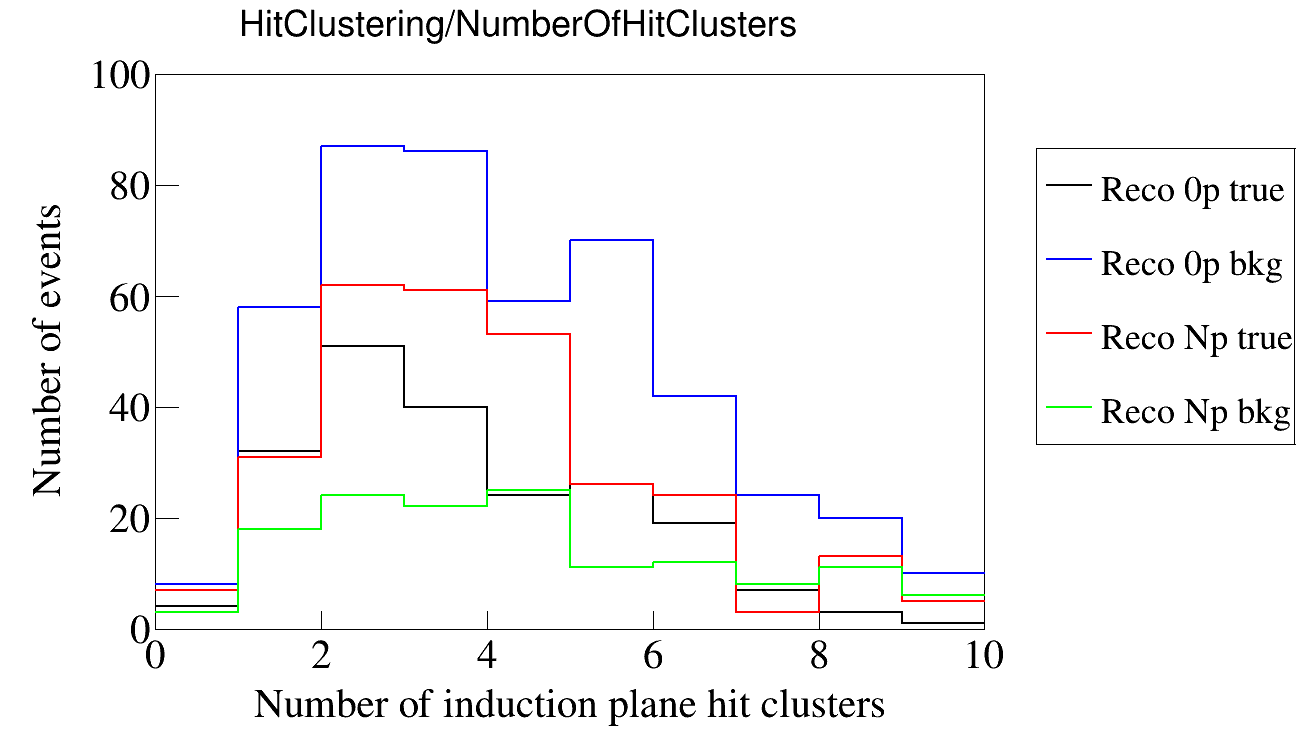 HitClustering/NumberOfHitClusters
100
80
60
40
20
0
Number of events
0 2 4 6 8 10
Number of induction plane hit clusters
Reco 0p true
Reco 0p bkg
Reco Np true
Reco Np bkg